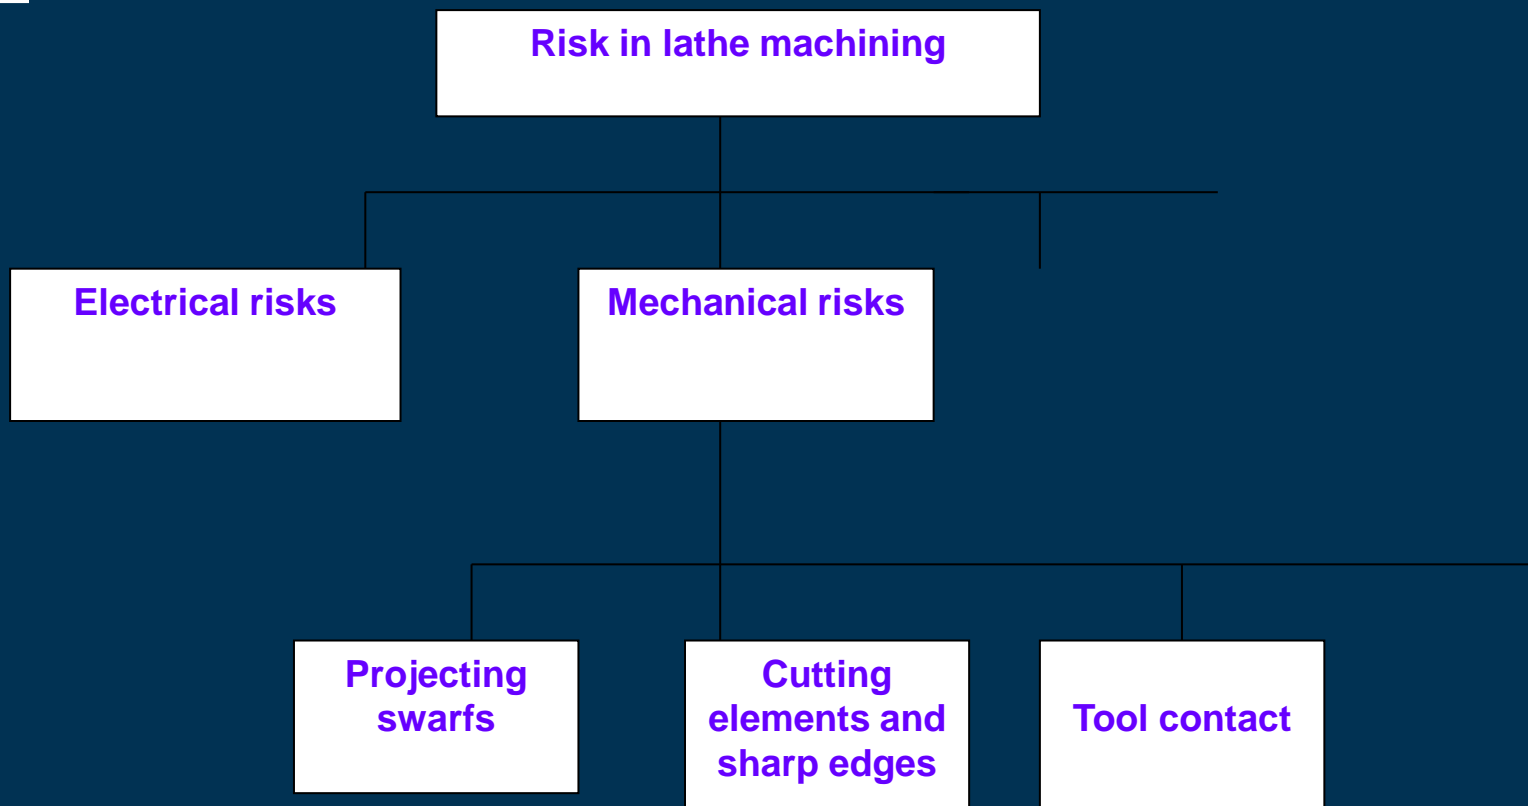 Risk in lathe machining
Electrical risks
Mechanical risks
Projecting
swarfs
Cutting
elements and
sharp edges
Tool contact